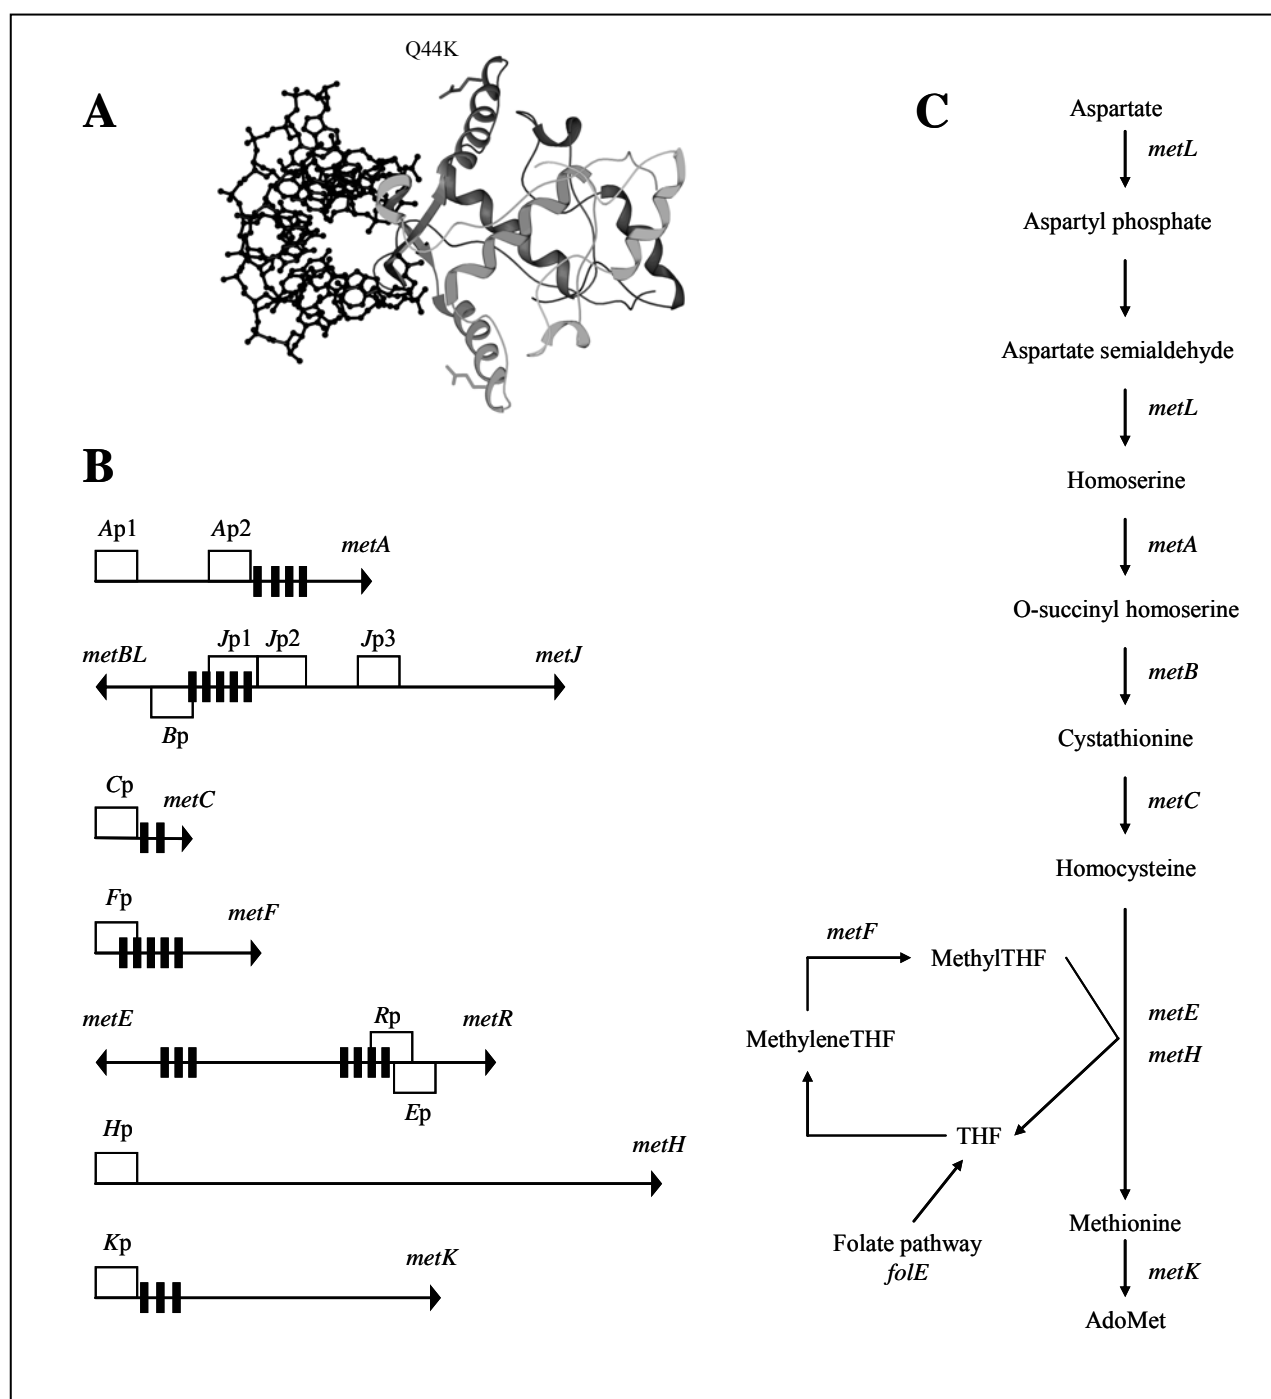 Q44K
A
B
Ap1
Ap2
metA
metBL
Jp1
Jp2
Jp3
metJ
Bp
Cp
metC
Fp
metF
metE
Rp
metR
Ep
Hp
metH
Kp
metK
C
Aspartate
metL
Aspartyl phosphate
Aspartate semialdehyde
metL
Homoserine
metA
O-succinyl homoserine
metB
Cystathionine
metC
Homocysteine
metF
MethylTHF
metE
metH
MethyleneTHF
THF
Folate pathway
folE
Methionine
metK
AdoMet